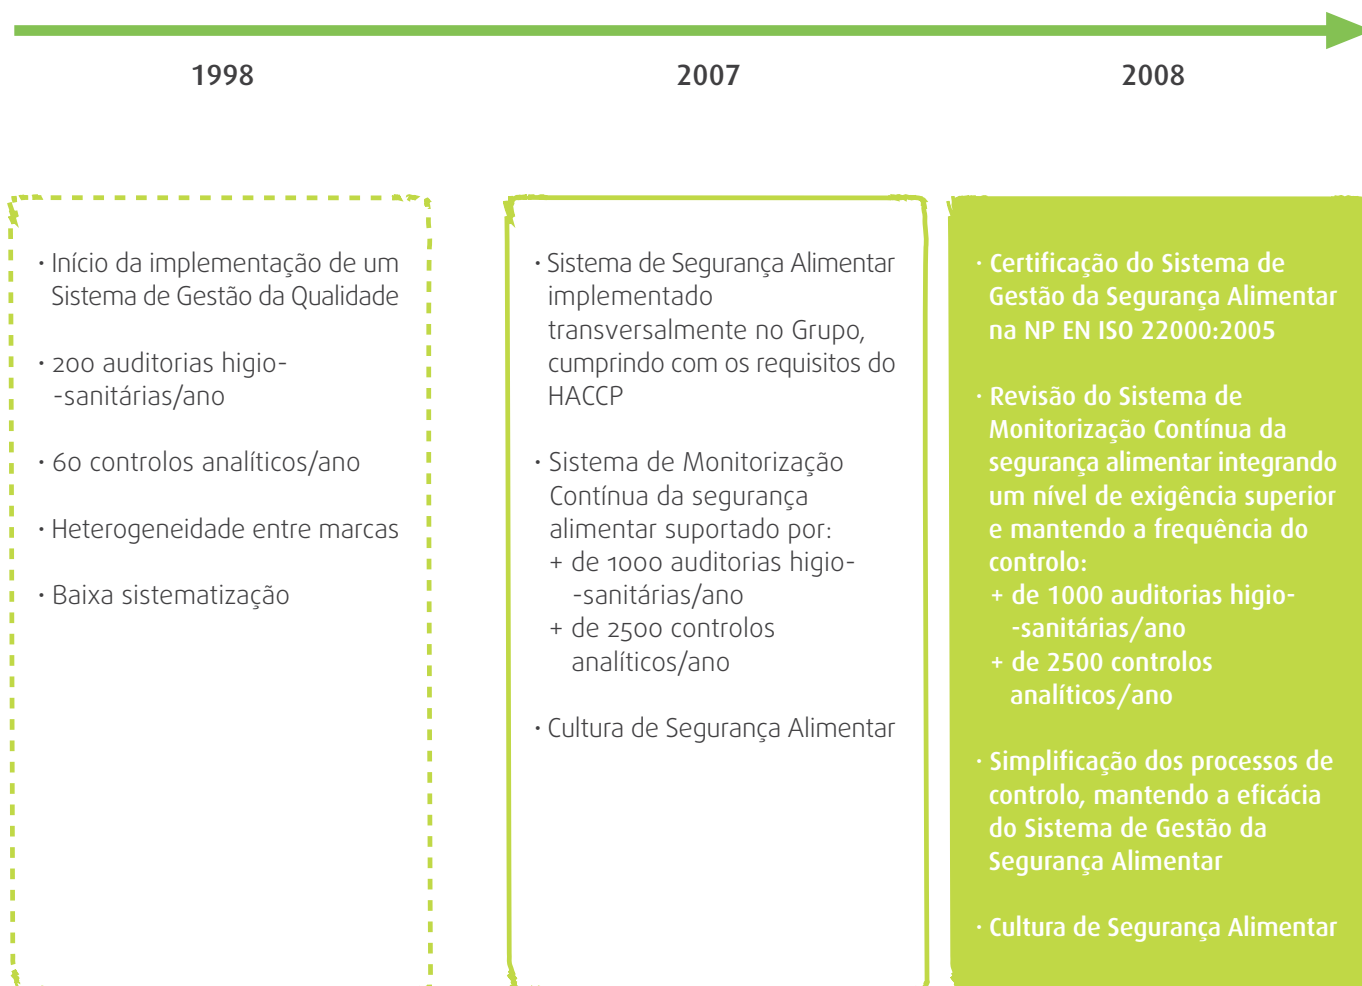 1998
2007
2008
· Início da implementação de um
Sistema de Gestão da Qualidade
· 200 auditorias higio-
-sanitárias/ano
· 60 controlos analíticos/ano
· Heterogeneidade entre marcas
· Baixa sistematização
· Sistema de Segurança Alimentar
implementado
transversalmente no Grupo,
cumprindo com os requisitos do
HACCP
· Sistema de Monitorização
Contínua da segurança
alimentar suportado por:
+ de 1000 auditorias higio-
-sanitárias/ano
+ de 2500 controlos
analíticos/ano
· Cultura de Segurança Alimentar
· Certificação do Sistema de
Gestão da Segurança Alimentar
na NP EN ISO 22000:2005
· Revisão do Sistema de
Monitorização Contínua da
segurança alimentar integrando
um nível de exigência superior
e mantendo a frequência do
controlo:
+ de 1000 auditorias higio-
-sanitárias/ano
+ de 2500 controlos
analíticos/ano
· Simplificação dos processos de
controlo, mantendo a eficácia
do Sistema de Gestão da
Segurança Alimentar
· Cultura de Segurança Alimentar